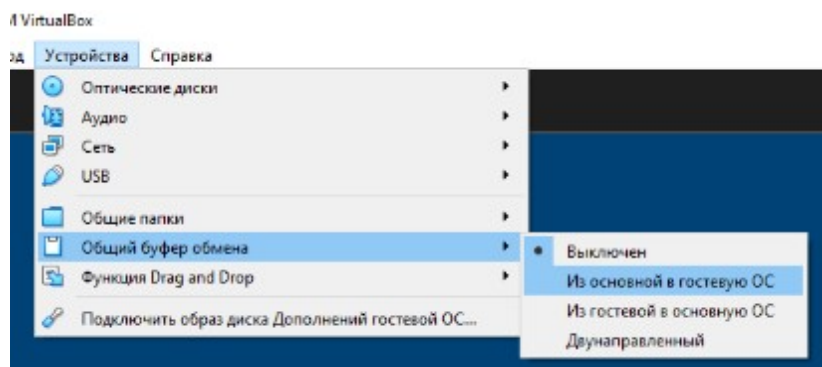 M VirtualBox
од Устройства Справка
Оптические диски
Аудио
Сеть
USB
Общие папки
Общий буфер обмена
Выключен
Функция Drag and Drop
Из основной в гостевую ОС
Из гостевой в основную ОС
Подключить образ диска Дополнений гостевой ОС...
Двунаправленный